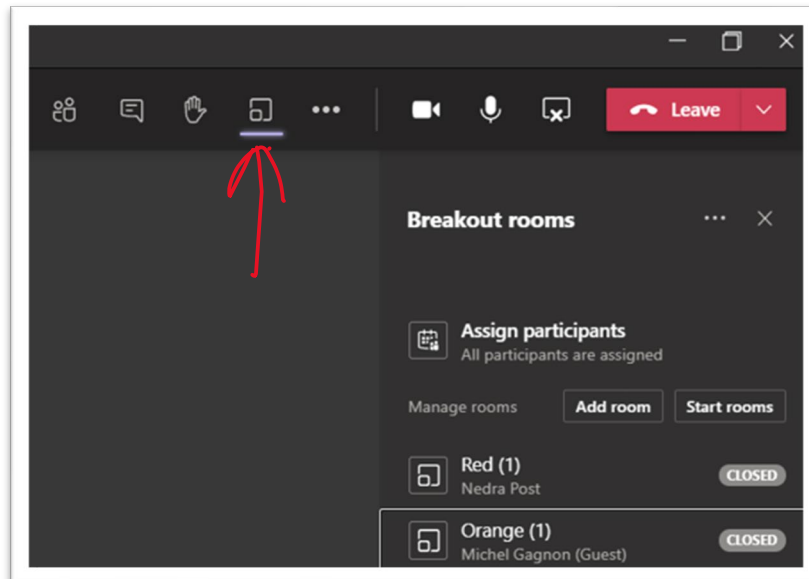 Leave
Breakout rooms
Assign participants
All participants are assigned
Manage rooms Add room Start rooms
Red (1) CLOSED
Nedra Post
Orange (1) CLOSED
Michel Gagnon (Guest)